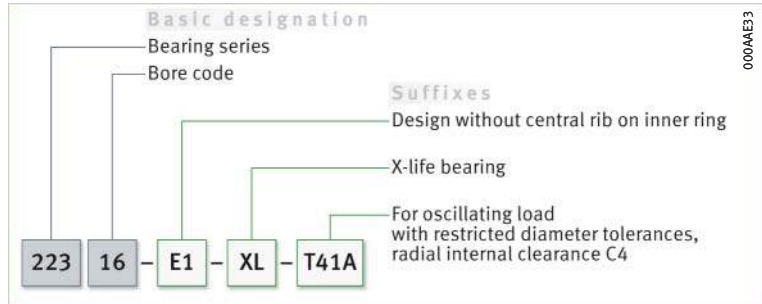 Basic designation
Bearing series
Bore code
Suffixes
Design without central rib on inner ring
X-life bearing
For oscillating load
with restricted diameter tolerances,
radial internal clearance C4
223 16 – E1 – XL – T41A
000AAE33